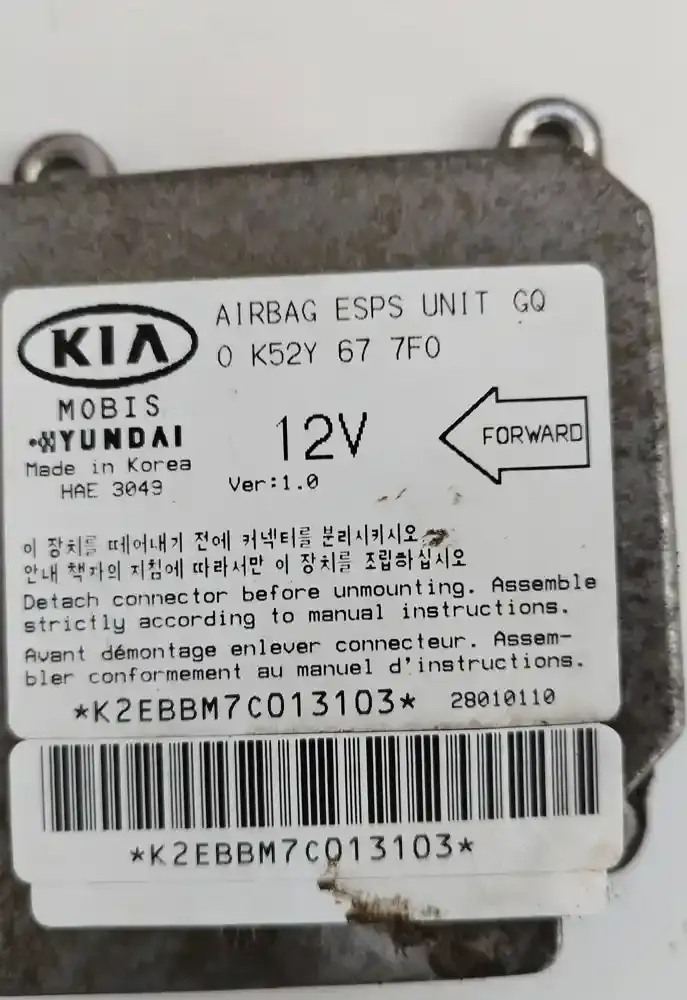 KIA
AIRBAG ESPS UNIT GQ
0 K52Y 67 7F0
MOBIS
HYUNDAI
Made in Korea
HAE 3049
12V
Ver:1.0
FORWARD
이 장치를 떼어내기 전에 커넥터를 분리시키시오
안내 책자의 지침에 따라서만 이 장치를 조립하십시오
Detach connector before unmounting. Assemble
strictly according to manual instructions.
Avant démontage enlever connecteur. Assem-
bler conformement au manuel d'instructions.
*K2EBBM7C013103* 28010110
*K2EBBM7C013103*